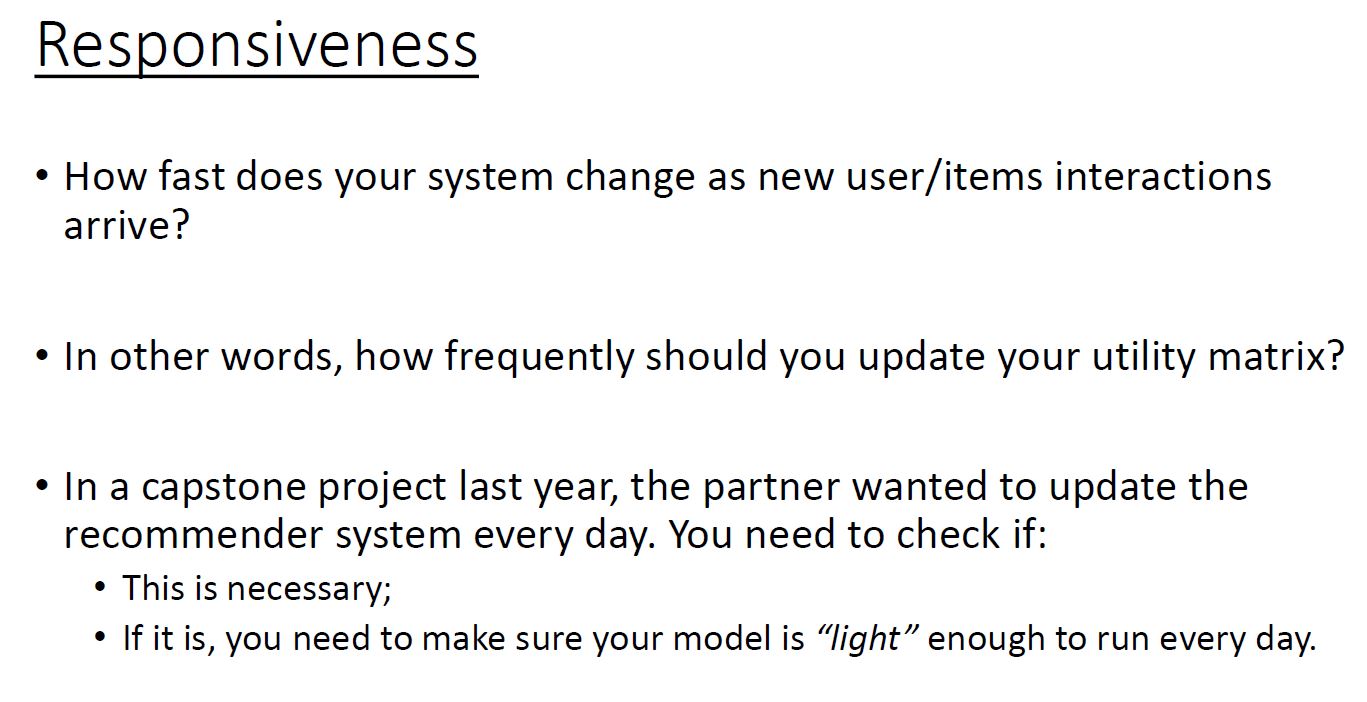 Responsiveness
• How fast does your system change as new user/items interactions
arrive?
• In other words, how frequently should you update your utility matrix?
• In a capstone project last year, the partner wanted to update the
recommender system every day. You need to check if:
• This is necessary;
• If it is, you need to make sure your model is “light” enough to run every day.